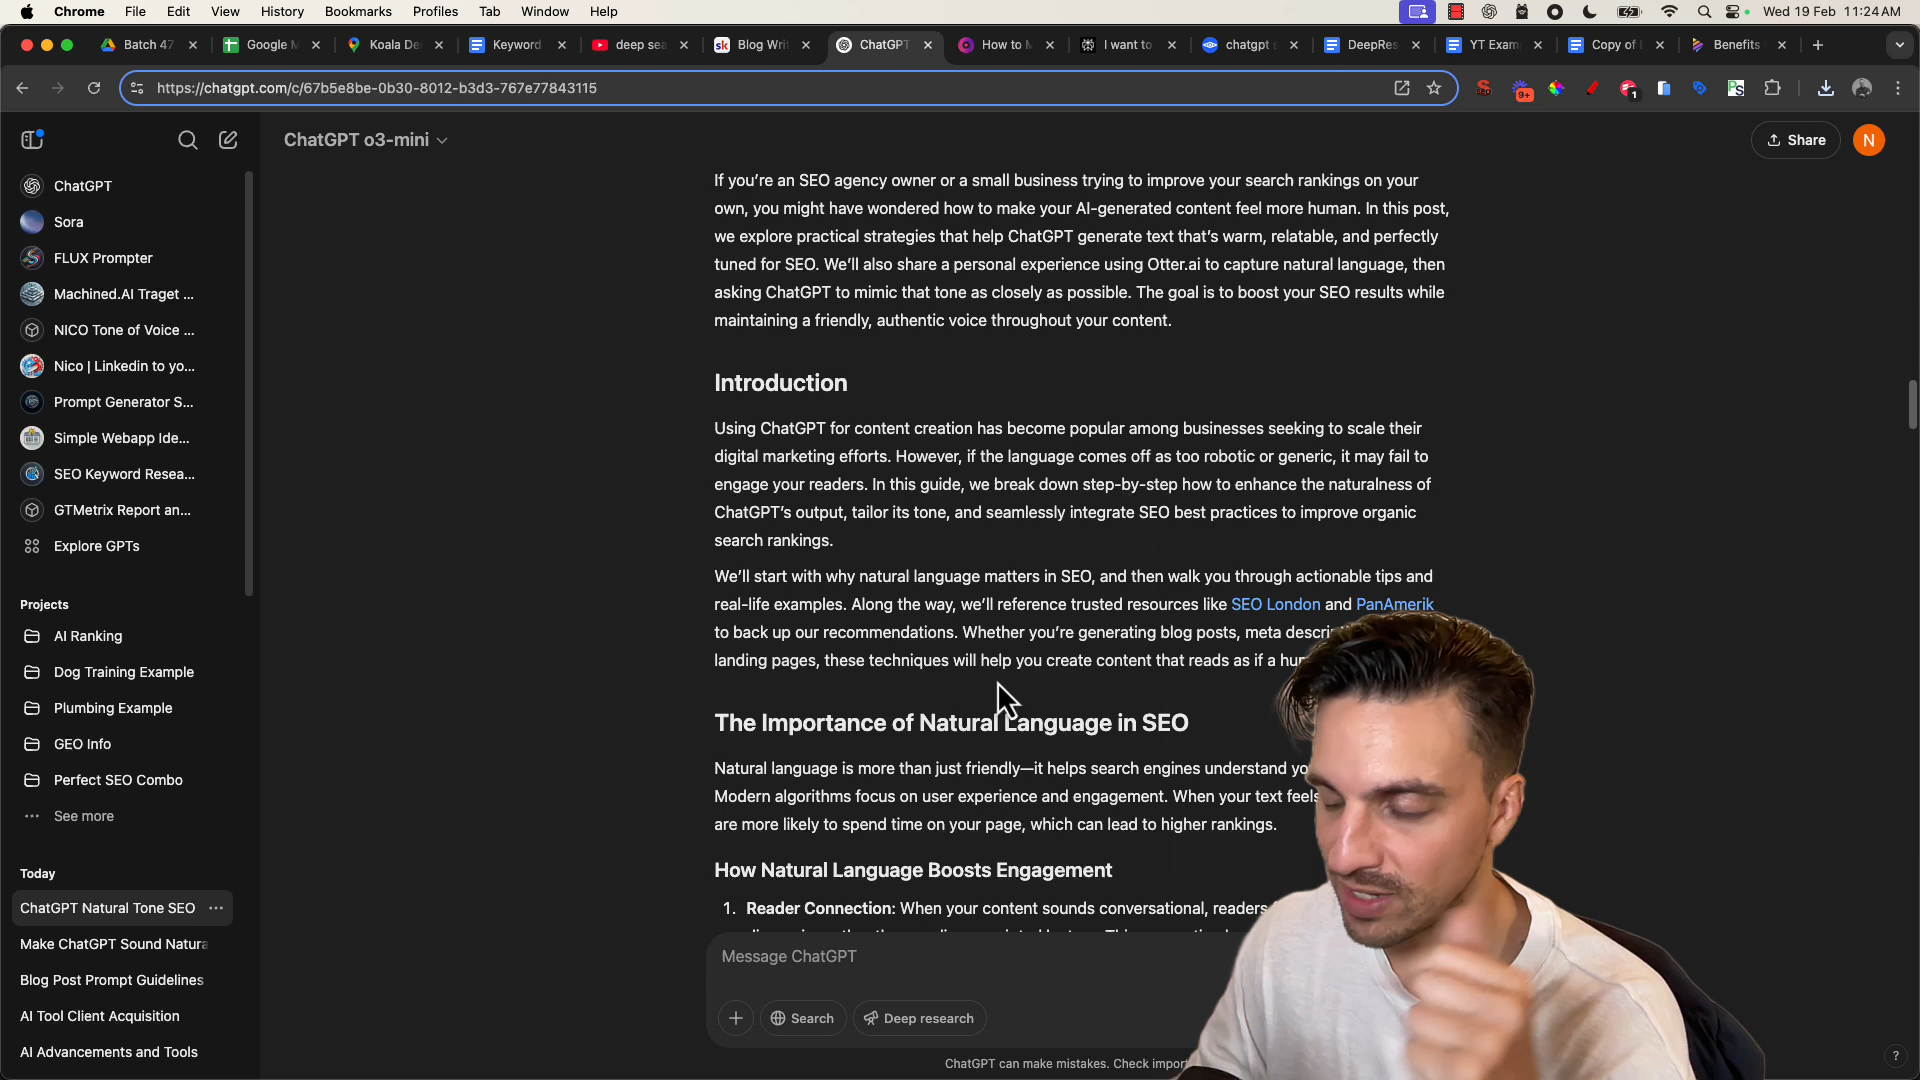 Chrome File Edit View History Bookmarks Profiles Tab Window Help 9+ Wed 19 Feb 11:24 AM
Batch 47 Google M Koala De Keyword deep sea Blog Writ ChatGPT How to M I want to chatgpt s DeepRes YT Exam Copy of Benefits
https://chatgpt.com/c/67b5e8be-0b30-8012-b3d3-767e77843115
ChatGPT o3-mini
Share
N
ChatGPT
Sora
FLUX Prompter
Machined.AI Traget ...
NICO Tone of Voice ...
Nico | Linkedin to yo...
Prompt Generator S...
Simple Webapp Ide...
SEO Keyword Resea...
GTMetrix Report an...
Explore GPTs
Projects
AI Ranking
Dog Training Example
Plumbing Example
GEO Info
Perfect SEO Combo
See more
Today
ChatGPT Natural Tone SEO
Make ChatGPT Sound Natura
Blog Post Prompt Guidelines
AI Tool Client Acquisition
AI Advancements and Tools
If you’re an SEO agency owner or a small business trying to improve your search rankings on your
own, you might have wondered how to make your AI-generated content feel more human. In this post,
we explore practical strategies that help ChatGPT generate text that’s warm, relatable, and perfectly
tuned for SEO. We’ll also share a personal experience using Otter.ai to capture natural language, then
asking ChatGPT to mimic that tone as closely as possible. The goal is to boost your SEO results while
maintaining a friendly, authentic voice throughout your content.
Introduction
Using ChatGPT for content creation has become popular among businesses seeking to scale their
digital marketing efforts. However, if the language comes off as too robotic or generic, it may fail to
engage your readers. In this guide, we break down step-by-step how to enhance the naturalness of
ChatGPT’s output, tailor its tone, and seamlessly integrate SEO best practices to improve organic
search rankings.
We’ll start with why natural language matters in SEO, and then walk you through actionable tips and
real-life examples. Along the way, we’ll reference trusted resources like SEO London and PanAmerik
to back up our recommendations. Whether you’re generating blog posts, meta descri
landing pages, these techniques will help you create content that reads as if a hu
The Importance of Natural Language in SEO
Natural language is more than just friendly—it helps search engines understand yo
Modern algorithms focus on user experience and engagement. When your text feels
are more likely to spend time on your page, which can lead to higher rankings.
How Natural Language Boosts Engagement
1. Reader Connection: When your content sounds conversational, readers
Message ChatGPT
Search
Deep research
ChatGPT can make mistakes. Check impor
?